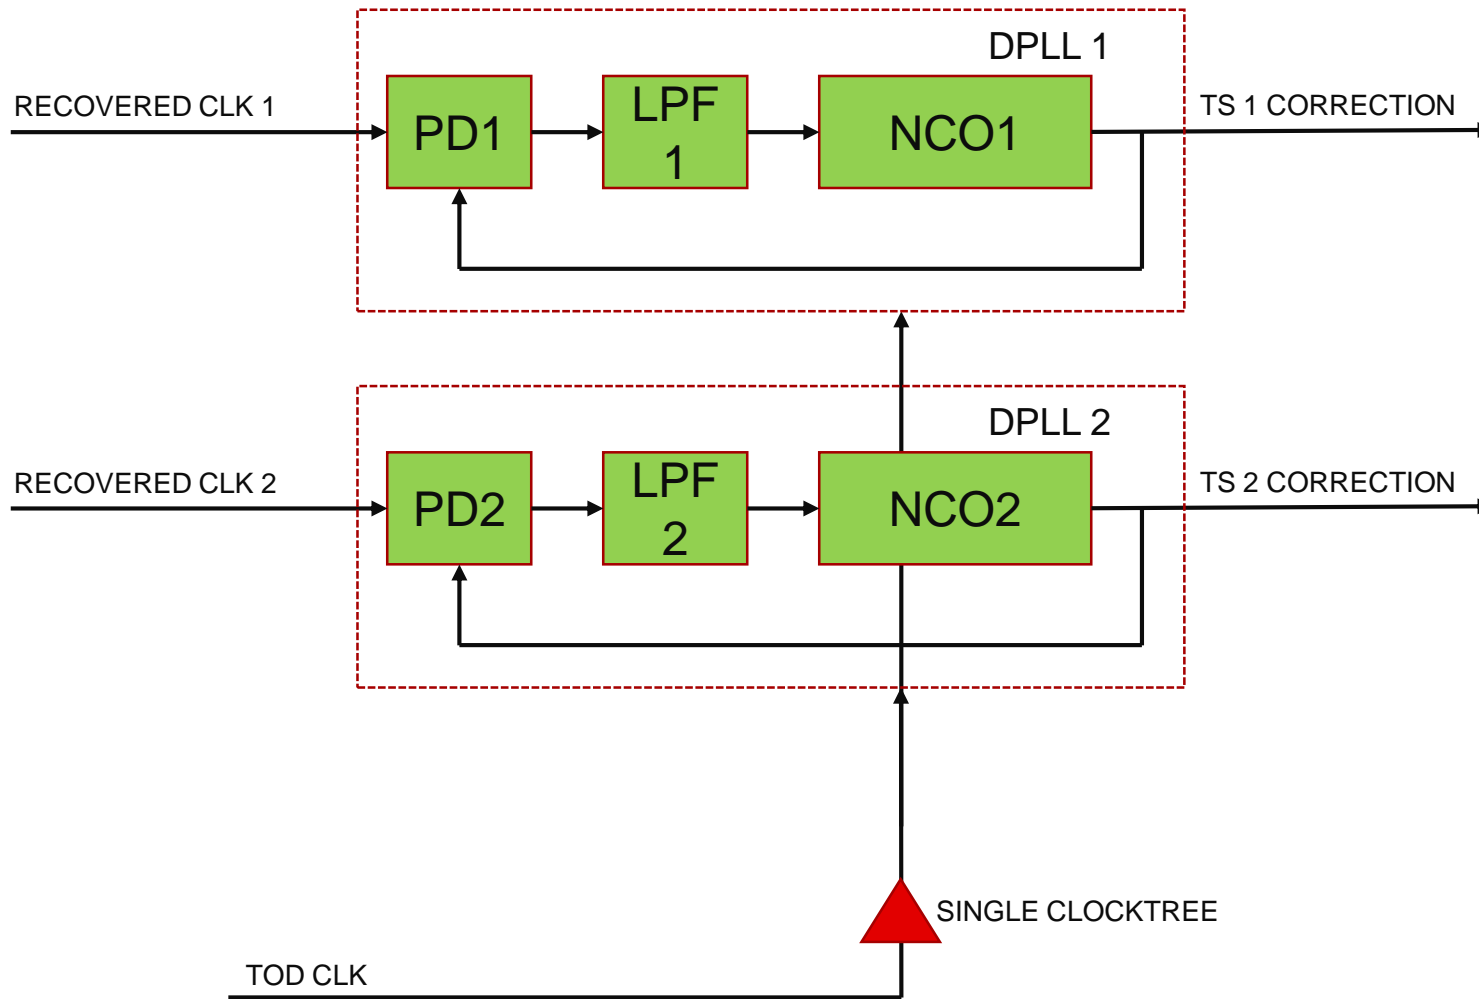 DPLL 1
RECOVERED CLK 1
PD1
LPF
1
NCO1
TS 1 CORRECTION
DPLL 2
RECOVERED CLK 2
PD2
LPF
2
NCO2
TS 2 CORRECTION
SINGLE CLOCKTREE
TOD CLK